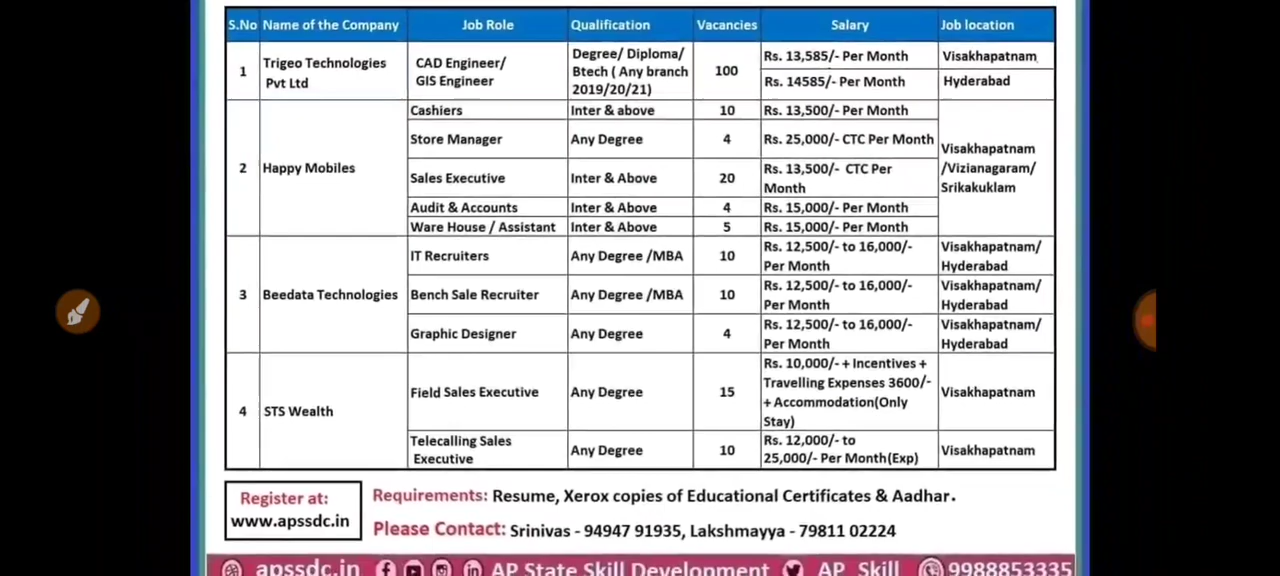 S.No Name of the Company Job Role Qualification Vacancies Salary Job location
1 Trigeo Technologies Pvt Ltd CAD Engineer/ GIS Engineer Degree/ Diploma/ Btech ( Any branch 2019/20/21) 100 Rs. 13,585/- Per Month Visakhapatnam
Rs. 14585/- Per Month Hyderabad
2 Happy Mobiles Cashiers Inter & above 10 Rs. 13,500/- Per Month Visakhapatnam /Vizianagaram/ Srikakuklam
Store Manager Any Degree 4 Rs. 25,000/- CTC Per Month
Sales Executive Inter & Above 20 Rs. 13,500/- CTC Per Month
Audit & Accounts Inter & Above 4 Rs. 15,000/- Per Month
Ware House / Assistant Inter & Above 5 Rs. 15,000/- Per Month
3 Beedata Technologies IT Recruiters Any Degree /MBA 10 Rs. 12,500/- to 16,000/- Per Month Visakhapatnam/ Hyderabad
Bench Sale Recruiter Any Degree /MBA 10 Rs. 12,500/- to 16,000/- Per Month Visakhapatnam/ Hyderabad
Graphic Designer Any Degree 4 Rs. 12,500/- to 16,000/- Per Month Visakhapatnam/ Hyderabad
4 STS Wealth Field Sales Executive Any Degree 15 Rs. 10,000/- + Incentives + Travelling Expenses 3600/- + Accommodation(Only Stay) Visakhapatnam
Telecalling Sales Executive Any Degree 10 Rs. 12,000/- to 25,000/- Per Month(Exp) Visakhapatnam
Register at:
www.apssdc.in
Requirements: Resume, Xerox copies of Educational Certificates & Aadhar.
Please Contact: Srinivas - 94947 91935, Lakshmayya - 79811 02224
apssdc.in AP State Skill Development AP_Skill 9988853335